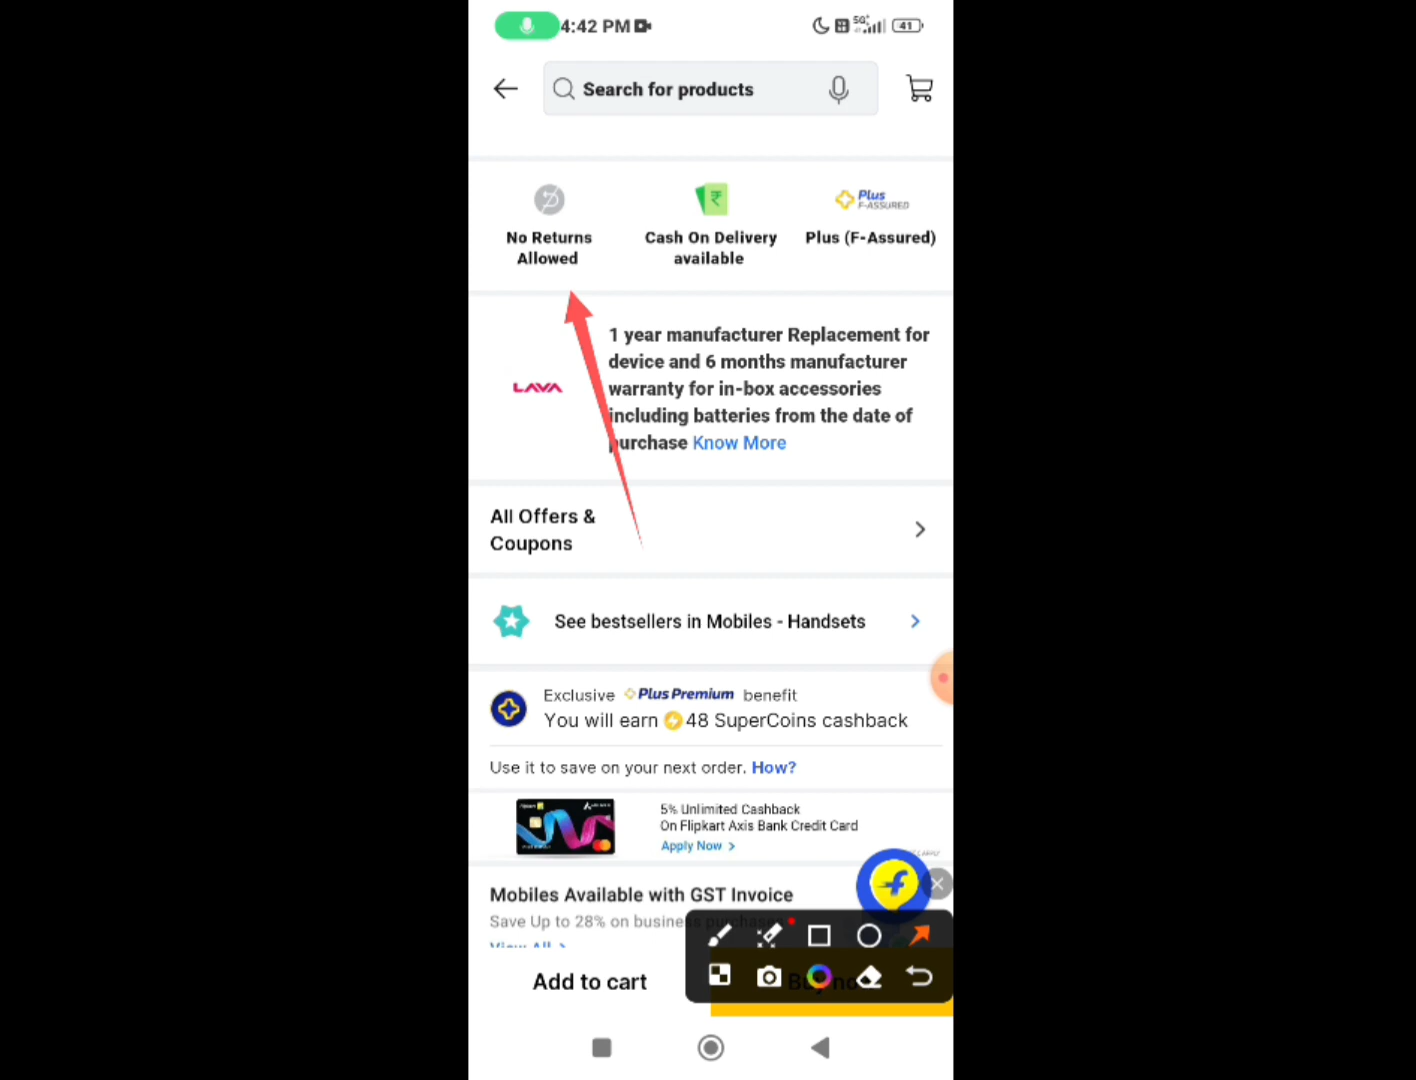 4:42 PM
5G+
41
Search for products
Plus
F-ASSURED
No Returns
Allowed
Cash On Delivery
available
Plus (F-Assured)
1 year manufacturer Replacement for
device and 6 months manufacturer
warranty for in-box accessories
including batteries from the date of
purchase Know More
LAVA
All Offers &
Coupons
See bestsellers in Mobiles - Handsets
Exclusive Plus Premium benefit
You will earn 48 SuperCoins cashback
Use it to save on your next order. How?
5% Unlimited Cashback
On Flipkart Axis Bank Credit Card
Apply Now >
Mobiles Available with GST Invoice
Save Up to 28% on business purchases
View All >
Add to cart
Buy now